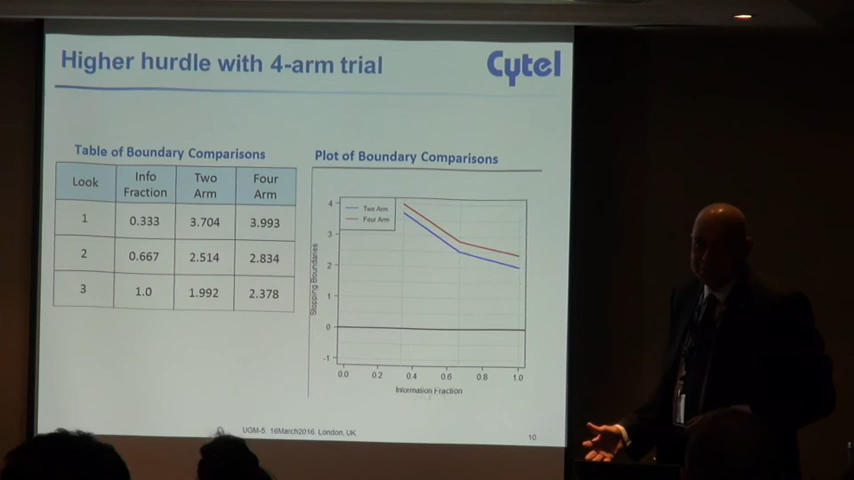 Higher hurdle with 4-arm trial
Cytel
Table of Boundary Comparisons
Look Info Fraction Two Arm Four Arm
1 0.333 3.704 3.993
2 0.667 2.514 2.834
3 1.0 1.992 2.378
Plot of Boundary Comparisons
Two Arm
Four Arm
Stopping Boundaries
4
3
2
1
0
-1
0.0 0.2 0.4 0.6 0.8 1.0
Information Fraction
UGM-5. 16March2016. London, UK
10